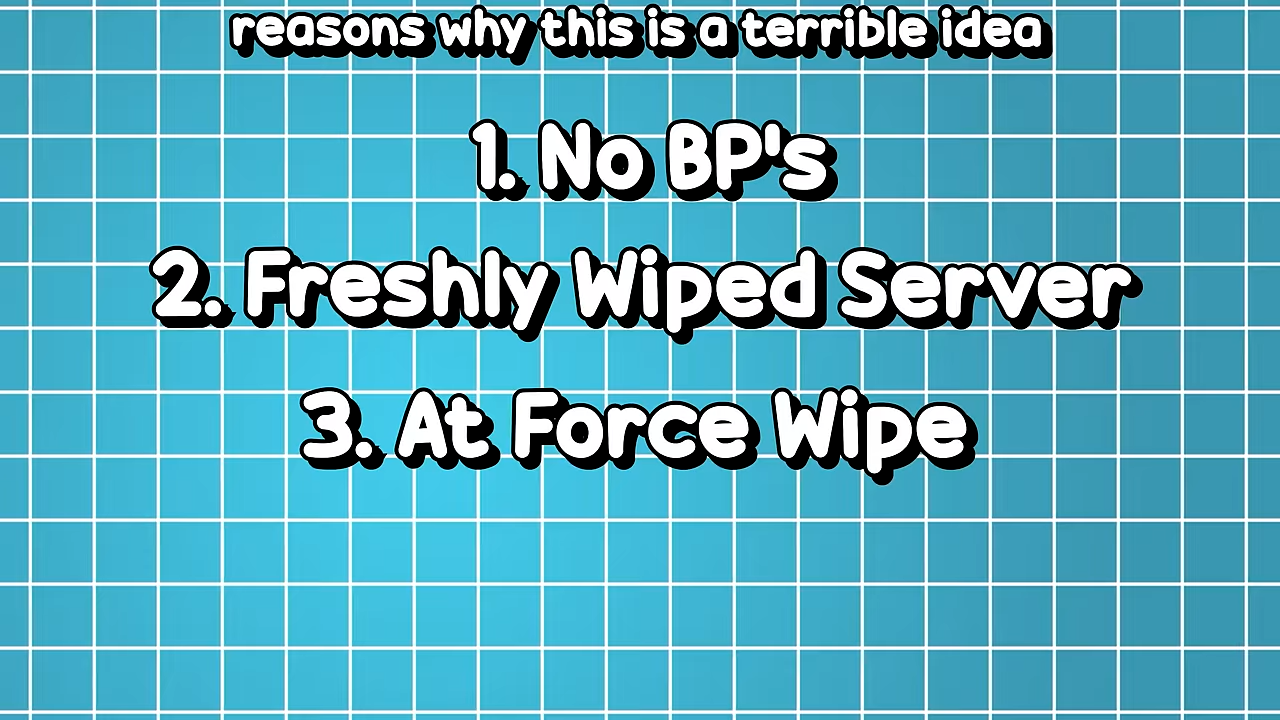 reasons why this is a terrible idea
1. No BP's
2. Freshly Wiped Server
3. At Force Wipe